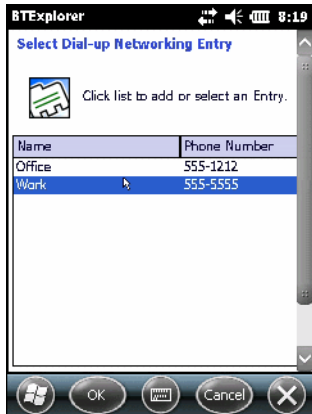 BTExplorer 8:19
Select Dial-up Networking Entry
Click list to add or select an Entry.
Name Phone Number
Office 555-1212
Work 555-5555
OK Cancel